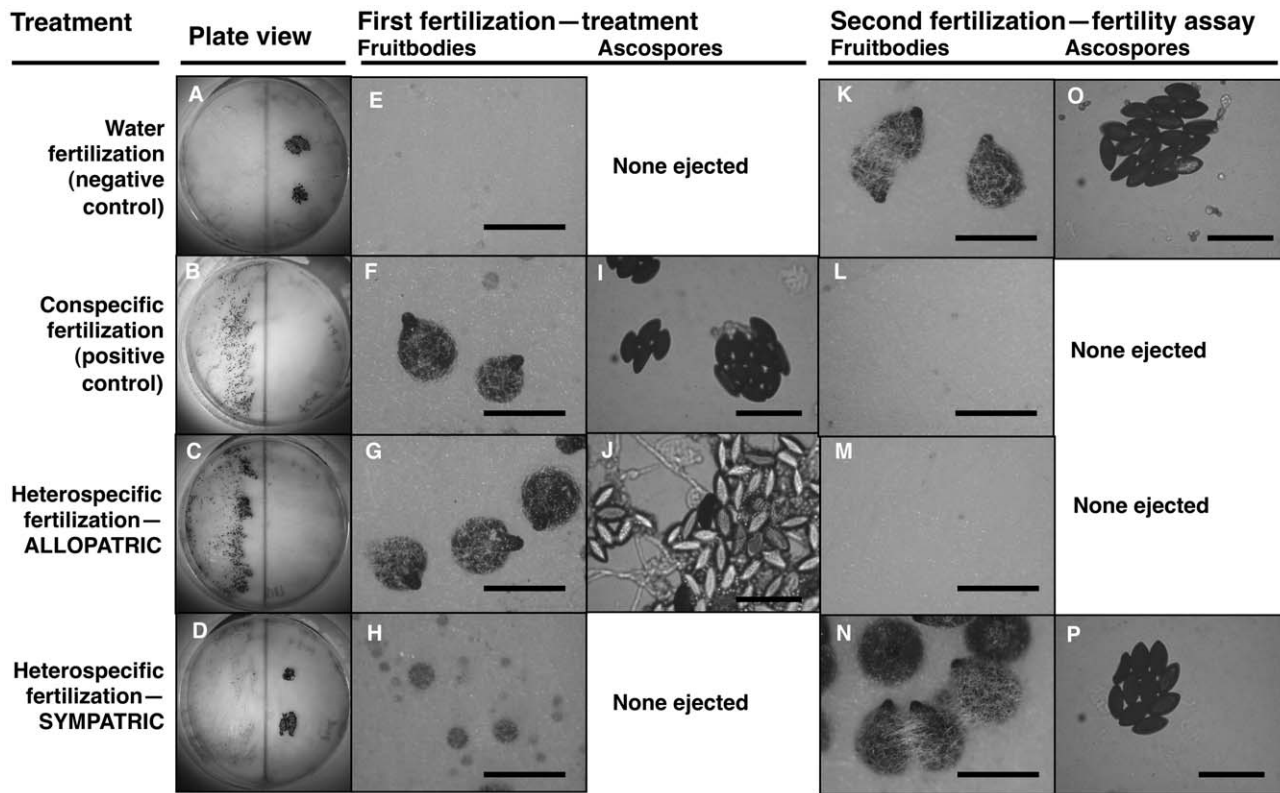 Treatment
Plate view
First fertilization—treatment
Fruitbodies Ascospores
Second fertilization—fertility assay
Fruitbodies Ascospores
Water
fertilization
(negative
control)
A
E
None ejected
K
O
Conspecific
fertilization
(positive
control)
B
F
I
L
None ejected
Heterospecific
fertilization—
ALLOPATRIC
C
G
J
M
None ejected
Heterospecific
fertilization—
SYMPATRIC
D
H
None ejected
N
P